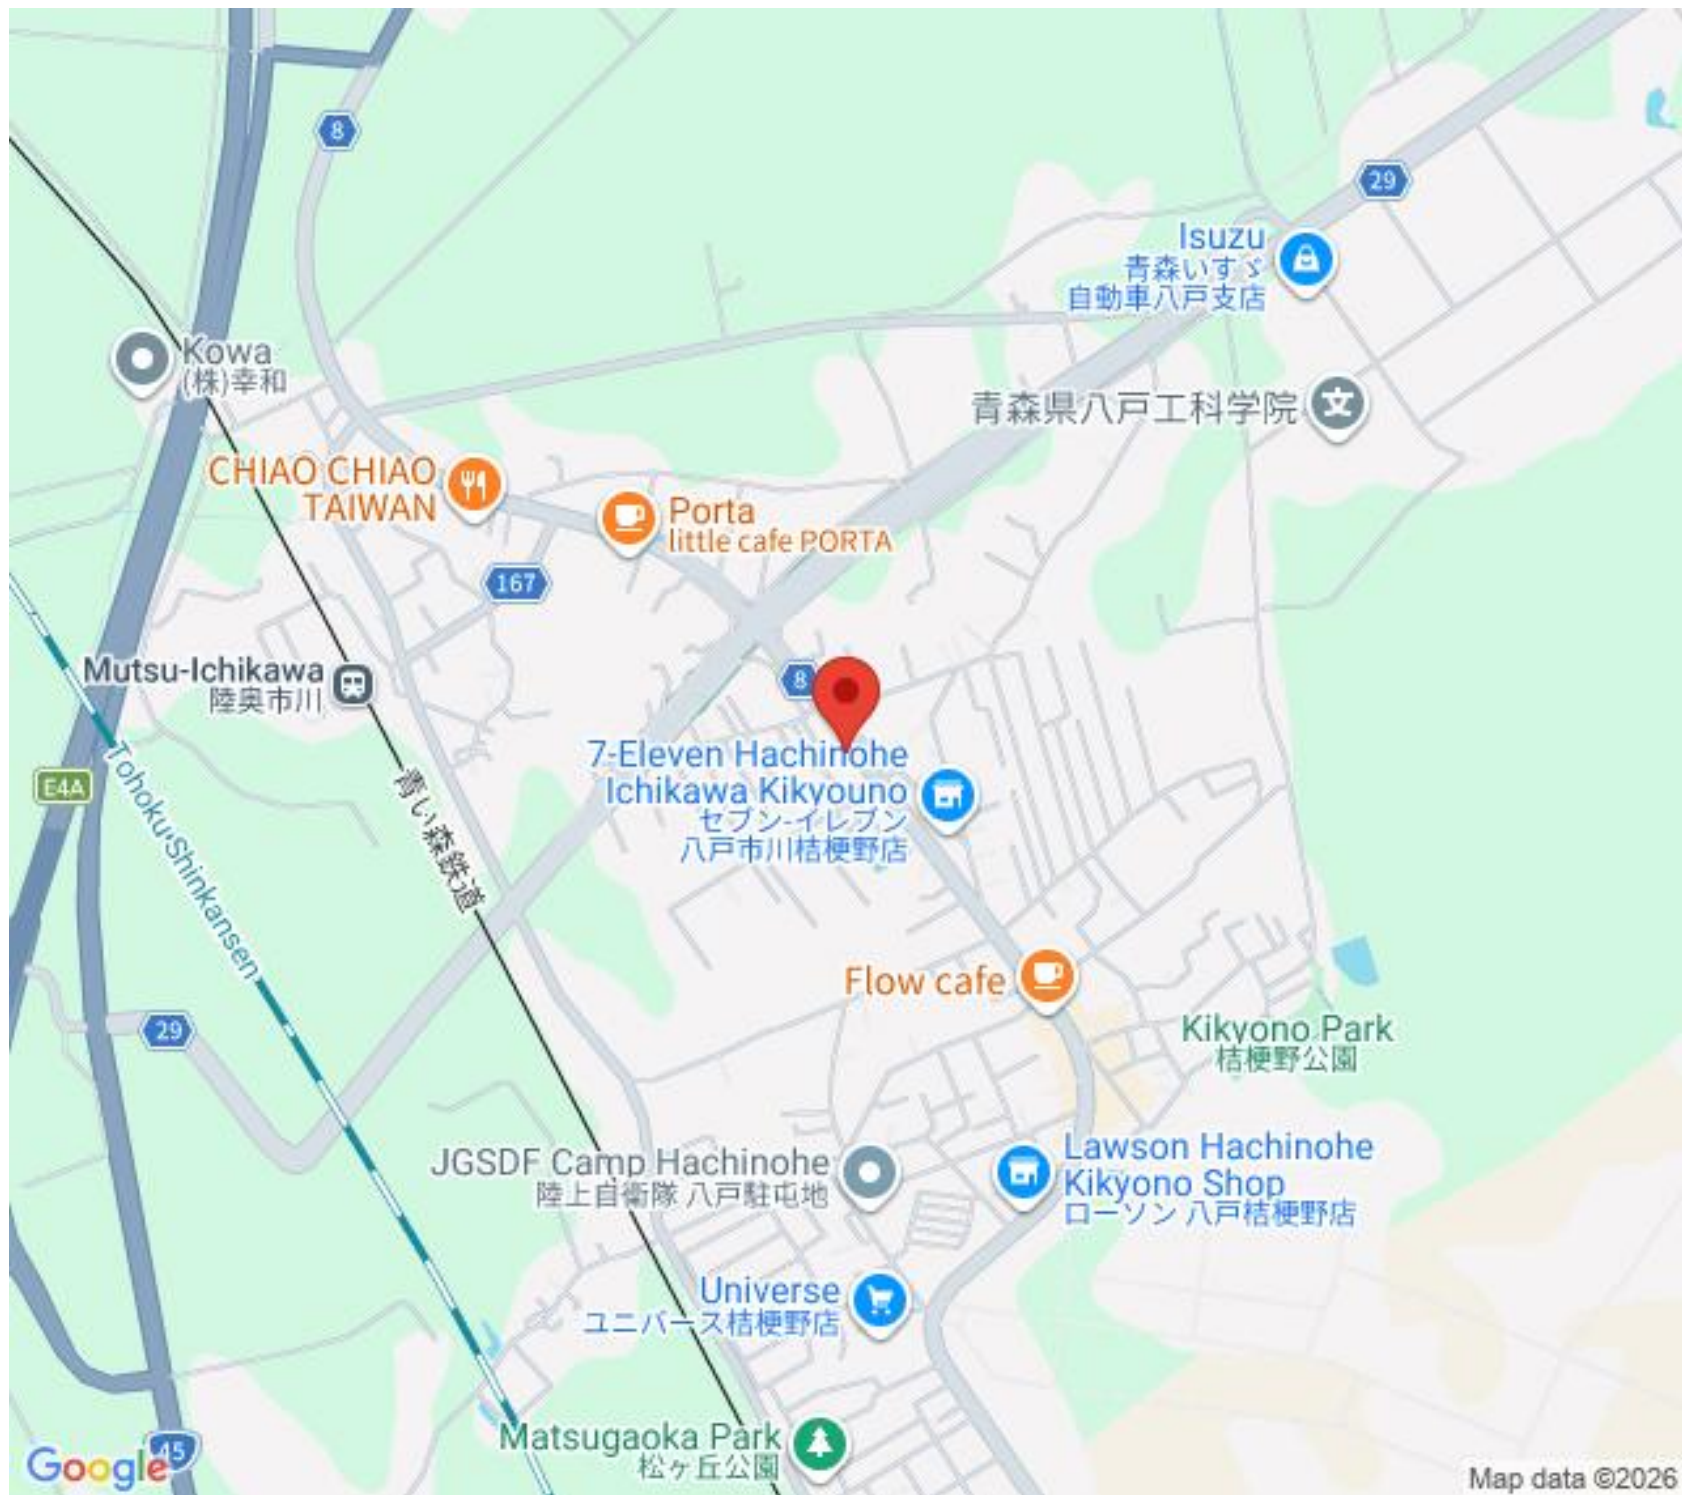 8
29
Isuzu
青森いすゞ
自動車八戸支店
Kowa
(株)幸和
青森県八戸工科学院
文
CHIAO CHIAO
TAIWAN
Porta
little cafe PORTA
167
Mutsu-Ichikawa
陸奥市川
8
7-Eleven Hachinohe
Ichikawa Kikyouno
セブン-イレブン
八戸市川桔梗野店
E4A
Tohoku Shinkansen
青い森鉄道
Flow cafe
29
Kikyono Park
桔梗野公園
JGSDF Camp Hachinohe
陸上自衛隊 八戸駐屯地
Lawson Hachinohe
Kikyono Shop
ローソン 八戸桔梗野店
Universe
ユニバース桔梗野店
Matsugaoka Park
松ヶ丘公園
45
Google
Map data ©2026